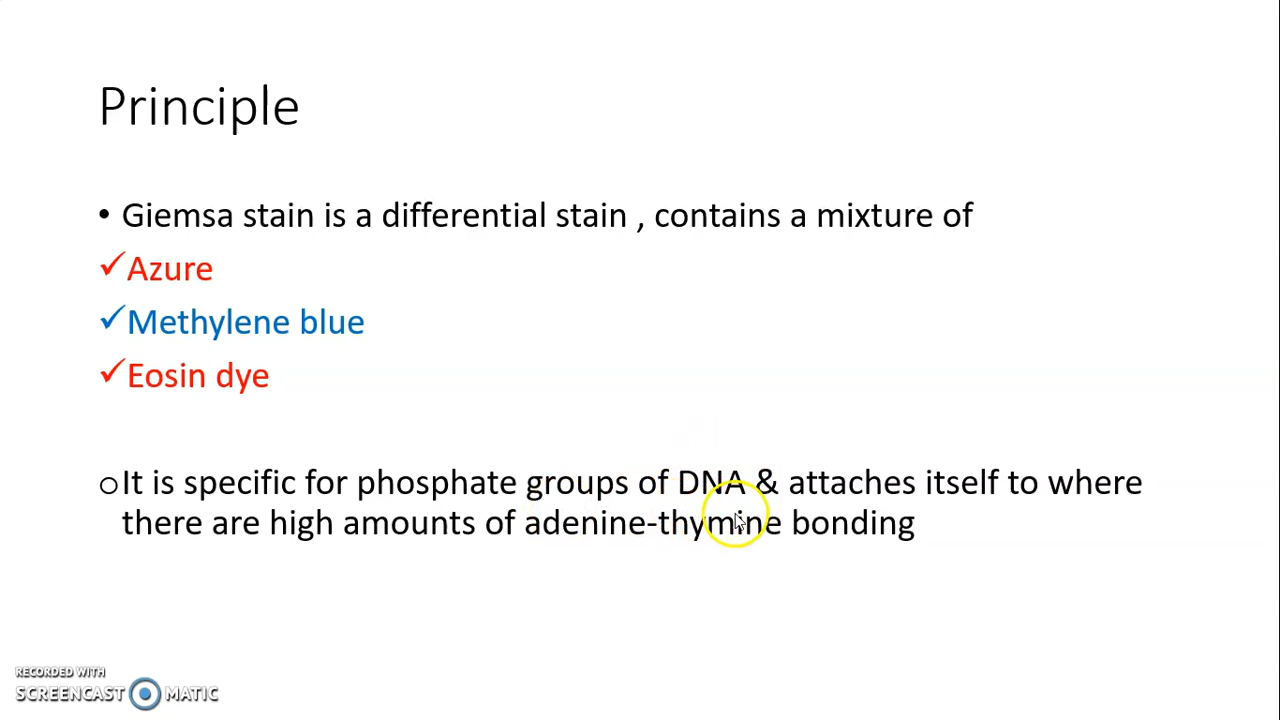 Principle
• Giemsa stain is a differential stain , contains a mixture of
✓Azure
✓Methylene blue
✓Eosin dye
oIt is specific for phosphate groups of DNA & attaches itself to where
there are high amounts of adenine-thymine bonding
RECORDED WITH
SCREENCAST MATIC